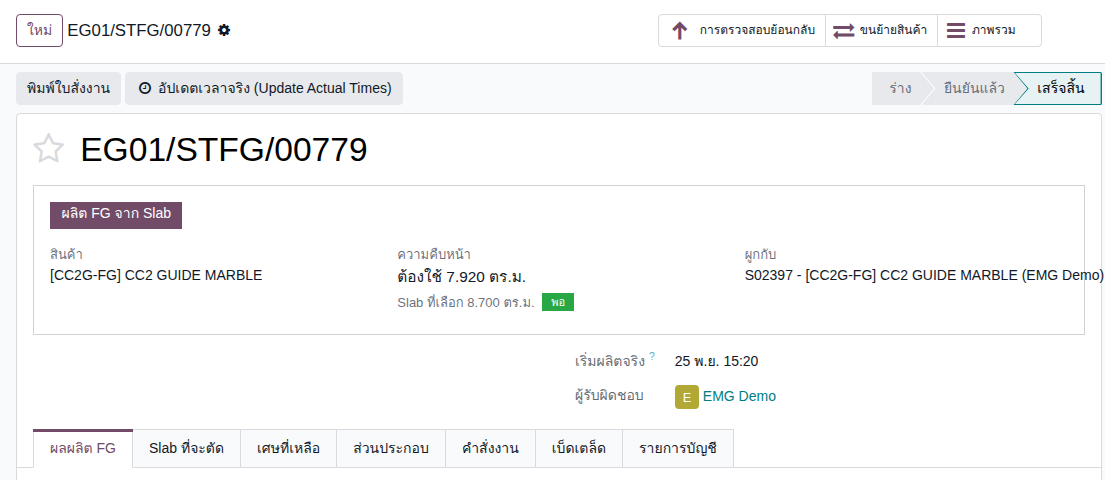 ใหม่ EG01/STFG/00779 การตรวจสอบย้อนกลับ ขนย้ายสินค้า ภาพรวม
พิมพ์ใบสั่งงาน อัปเดตเวลาจริง (Update Actual Times) ร่าง ยืนยันแล้ว เสร็จสิ้น
EG01/STFG/00779
ผลิต FG จาก Slab
สินค้า ความคืบหน้า ผูกกับ
[CC2G-FG] CC2 GUIDE MARBLE ต้องใช้ 7.920 ตร.ม. S02397 - [CC2G-FG] CC2 GUIDE MARBLE (EMG Demo)
Slab ที่เลือก 8.700 ตร.ม. พอ
เริ่มผลิตจริง ? 25 พ.ย. 15:20
ผู้รับผิดชอบ E EMG Demo
ผลผลิต FG Slab ที่จะตัด เศษที่เหลือ ส่วนประกอบ คำสั่งงาน เบ็ดเตล็ด รายการบัญชี